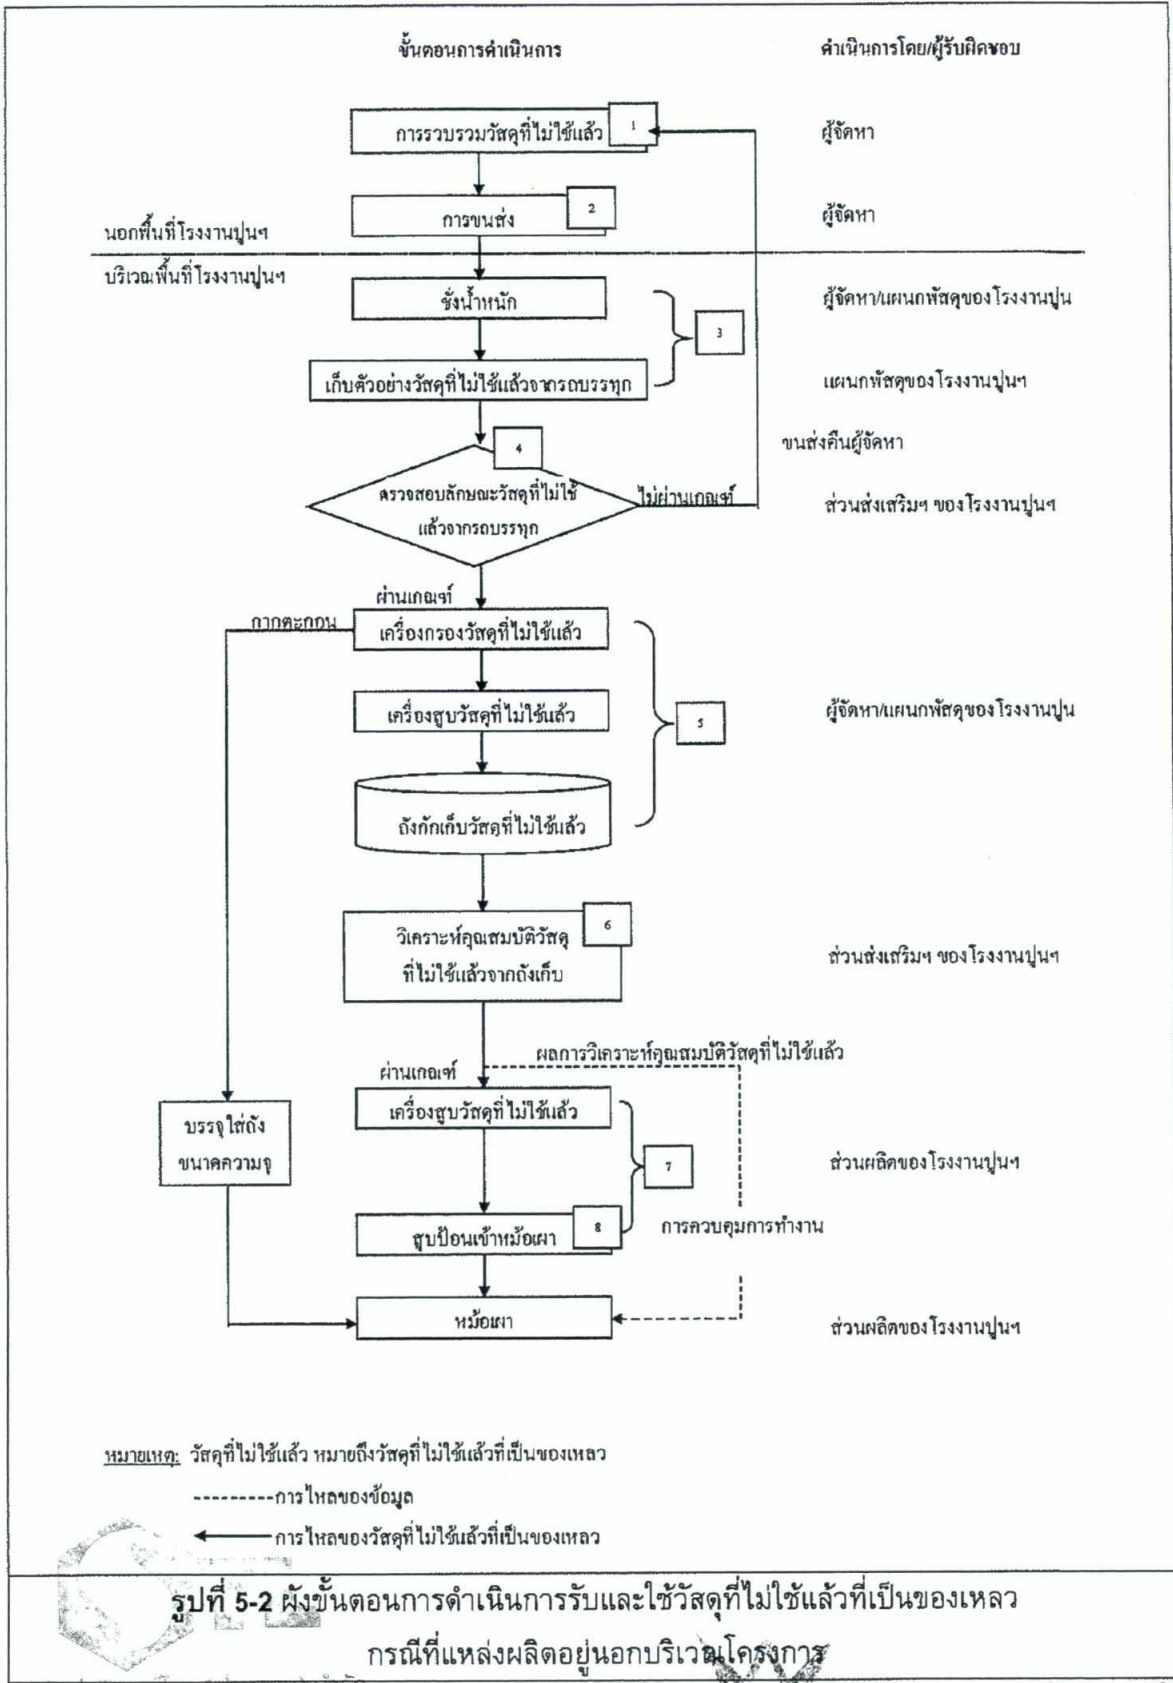 ขั้นตอนการดำเนินการ ดำเนินการโดย/ผู้รับผิดชอบ
การรวบรวมวัสดุที่ไม่ใช้แล้ว 1 ผู้จัดหา
การขนส่ง 2 ผู้จัดหา
นอกพื้นที่โรงงานปูนฯ
บริเวณพื้นที่โรงงานปูนฯ
ชั่งน้ำหนัก ผู้จัดหา/แผนกพัสดุของโรงงานปูน
3
เก็บตัวอย่างวัสดุที่ไม่ใช้แล้วจากรถบรรทุก แผนกพัสดุของโรงงานปูนฯ
4 ขนส่งคืนผู้จัดหา
ตรวจสอบลักษณะวัสดุที่ไม่ใช้ ไม่ผ่านเกณฑ์ ส่วนส่งเสริมฯ ของโรงงานปูนฯ
แล้วจากรถบรรทุก
ผ่านเกณฑ์
กากตะกอน เครื่องกรองวัสดุที่ไม่ใช้แล้ว
เครื่องสูบวัสดุที่ไม่ใช้แล้ว 5 ผู้จัดหา/แผนกพัสดุของโรงงานปูน
ถังกักเก็บวัสดุที่ไม่ใช้แล้ว
6
วิเคราะห์คุณสมบัติวัสดุ
ที่ไม่ใช้แล้วจากถังเก็บ ส่วนส่งเสริมฯ ของโรงงานปูนฯ
ผลการวิเคราะห์คุณสมบัติวัสดุที่ไม่ใช้แล้ว
ผ่านเกณฑ์
เครื่องสูบวัสดุที่ไม่ใช้แล้ว
บรรจุใส่ถัง
ขนาดความจุ 7 ส่วนผลิตของโรงงานปูนฯ
สูบป้อนเข้าหม้อเผา 8 การควบคุมการทำงาน
หม้อเผา ส่วนผลิตของโรงงานปูนฯ
หมายเหตุ: วัสดุที่ไม่ใช้แล้ว หมายถึงวัสดุที่ไม่ใช้แล้วที่เป็นของเหลว
การไหลของข้อมูล
การไหลของวัสดุที่ไม่ใช้แล้วที่เป็นของเหลว
รูปที่ 5-2 ผังขั้นตอนการดำเนินการรับและใช้วัสดุที่ไม่ใช้แล้วที่เป็นของเหลว
กรณีที่แหล่งผลิตอยู่นอกบริเวณโครงการ